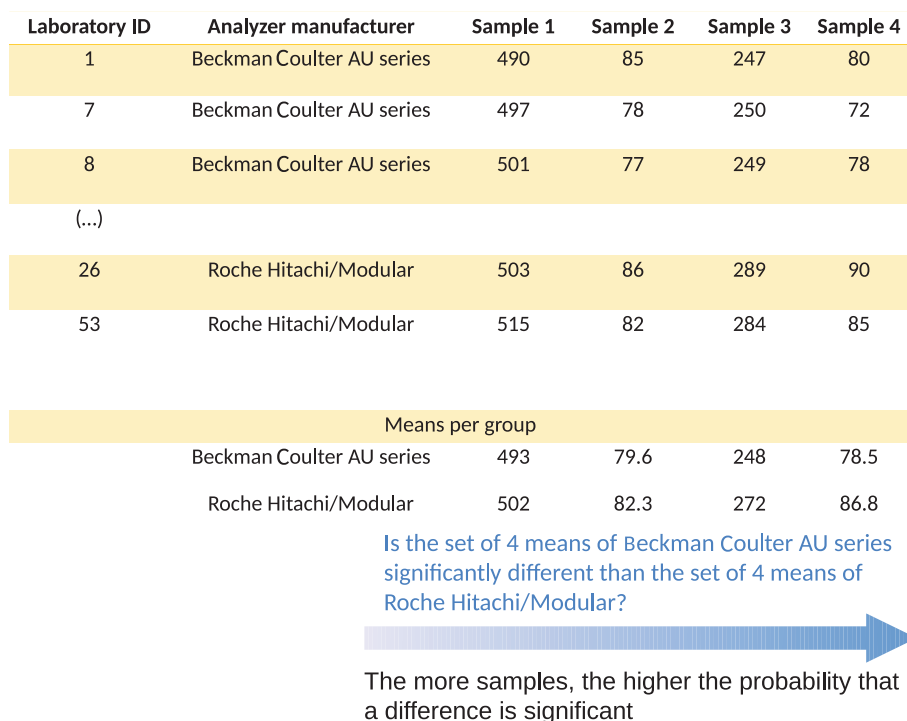 Laboratory ID Analyzer manufacturer Sample 1 Sample 2 Sample 3 Sample 4
1 Beckman Coulter AU series 490 85 247 80
7 Beckman Coulter AU series 497 78 250 72
8 Beckman Coulter AU series 501 77 249 78
(...)
26 Roche Hitachi/Modular 503 86 289 90
53 Roche Hitachi/Modular 515 82 284 85
Means per group
Beckman Coulter AU series 493 79.6 248 78.5
Roche Hitachi/Modular 502 82.3 272 86.8
Is the set of 4 means of Beckman Coulter AU series
significantly different than the set of 4 means of
Roche Hitachi/Modular?
The more samples, the higher the probability that
a difference is significant